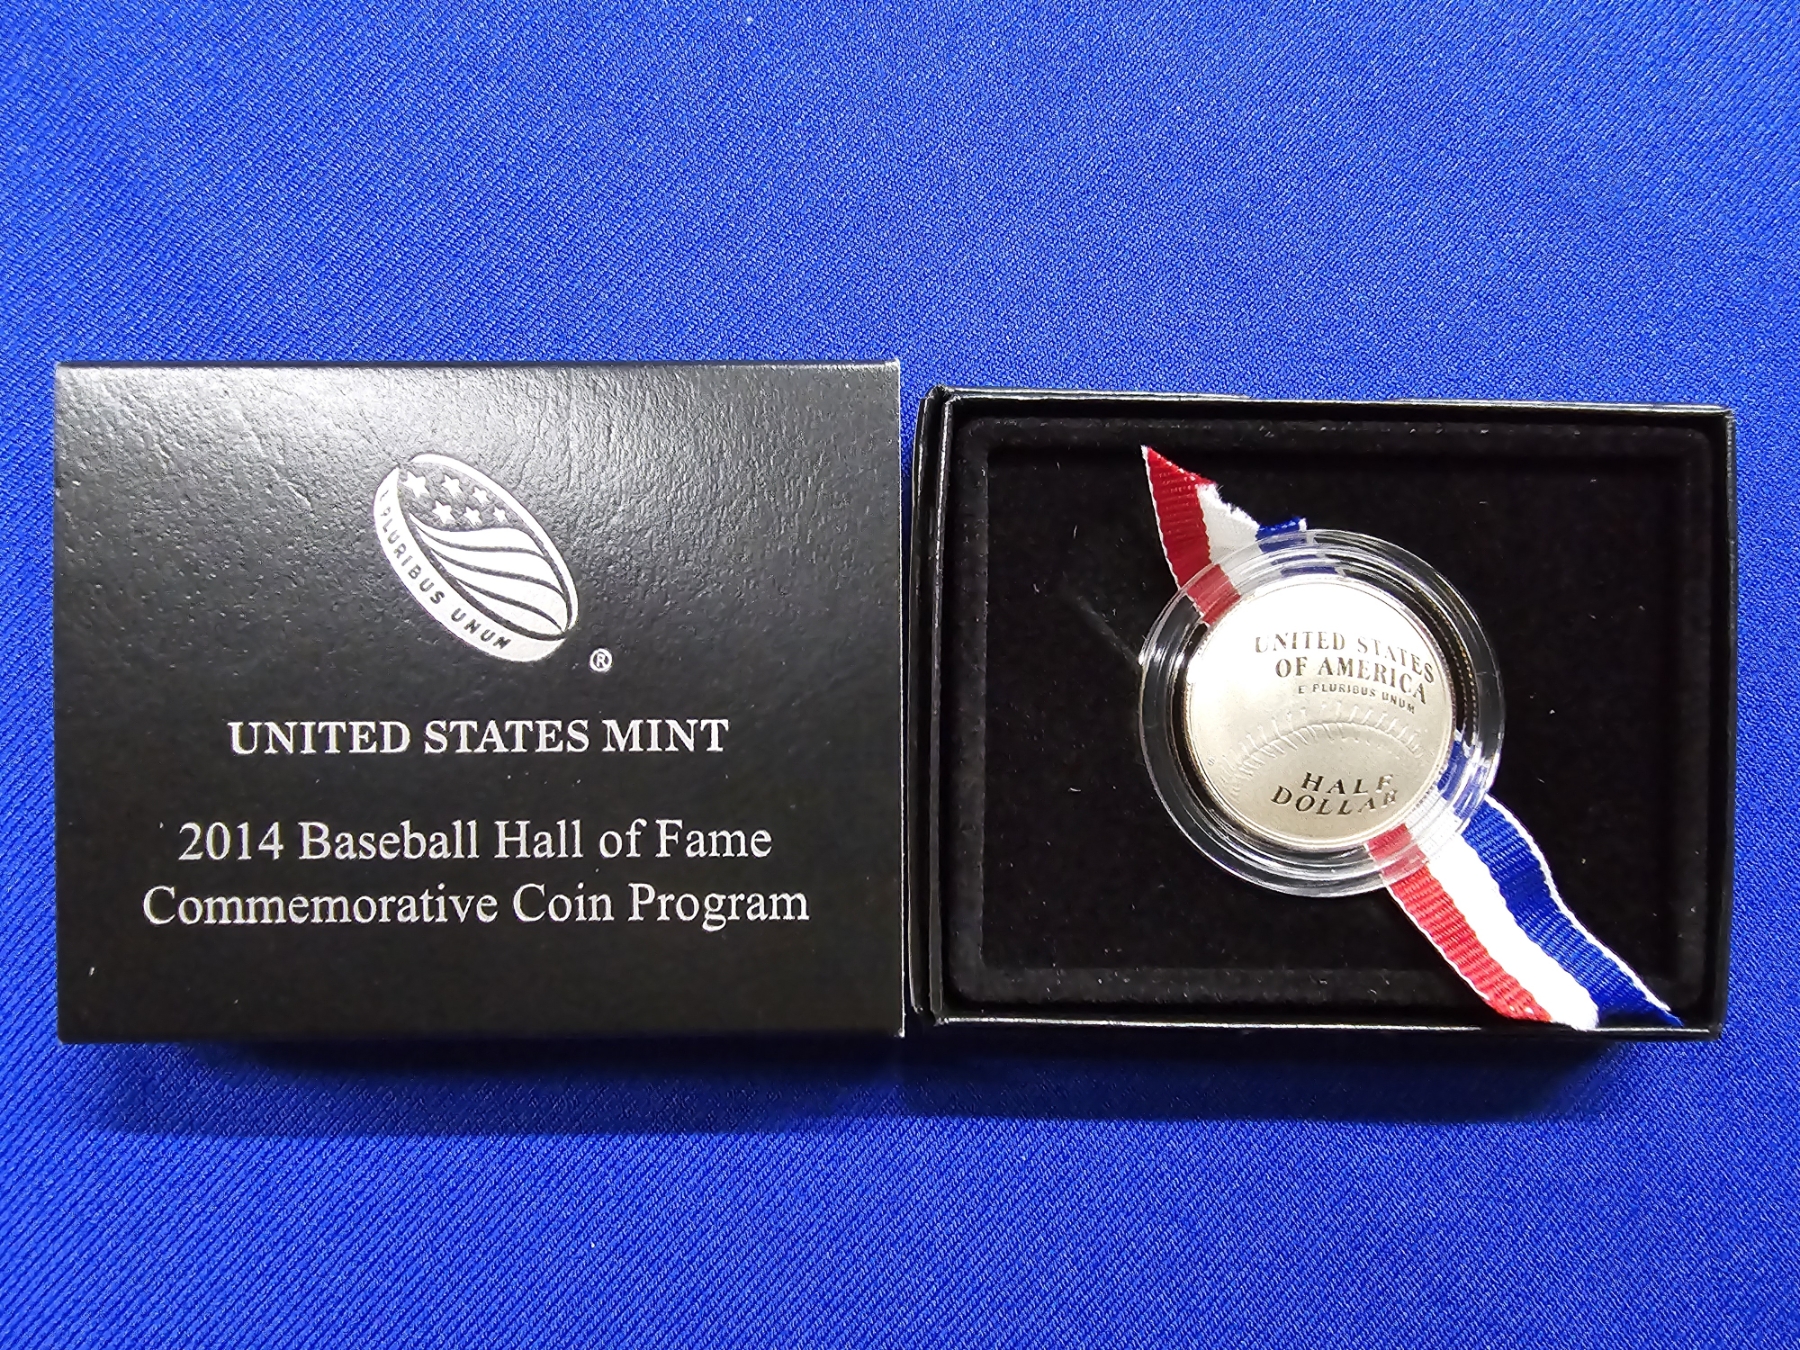 E PLURIBUS UNUM
®
UNITED STATES MINT
2014 Baseball Hall of Fame
Commemorative Coin Program
UNITED STATES
OF AMERICA
E PLURIBUS UNUM
S
HALF
DOLLAR